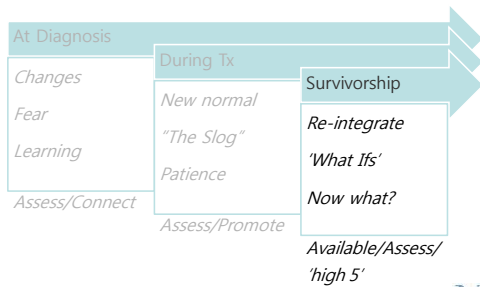 At Diagnosis
Changes
Fear
Learning
Assess/Connect
During Tx
New normal
“The Slog“
Patience
Assess/Promote
Survivorship
Re-integrate
‘What Ifs’
Now what?
Available/Assess/
‘high 5’